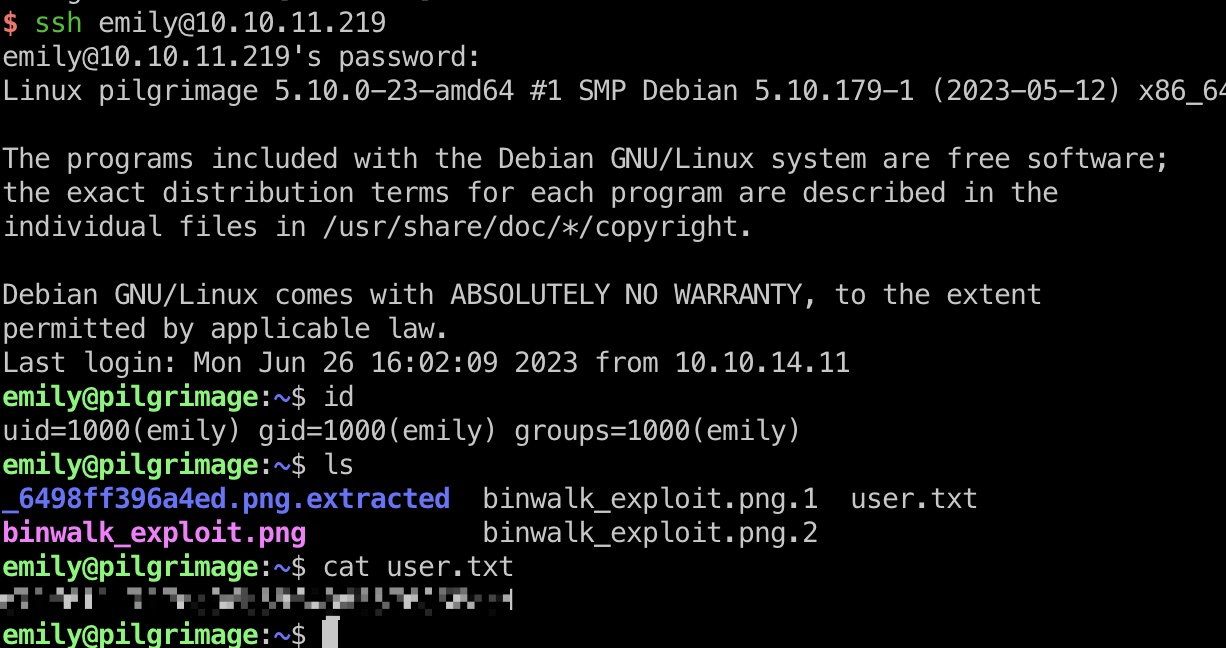 $ ssh emily@10.10.11.219
emily@10.10.11.219's password:
Linux pilgrimage 5.10.0-23-amd64 #1 SMP Debian 5.10.179-1 (2023-05-12) x86_64
The programs included with the Debian GNU/Linux system are free software;
the exact distribution terms for each program are described in the
individual files in /usr/share/doc/*/copyright.
Debian GNU/Linux comes with ABSOLUTELY NO WARRANTY, to the extent
permitted by applicable law.
Last login: Mon Jun 26 16:02:09 2023 from 10.10.14.11
emily@pilgrimage:~$ id
uid=1000(emily) gid=1000(emily) groups=1000(emily)
emily@pilgrimage:~$ ls
_6498ff396a4ed.png.extracted binwalk_exploit.png.1 user.txt
binwalk_exploit.png binwalk_exploit.png.2
emily@pilgrimage:~$ cat user.txt
emily@pilgrimage:~$